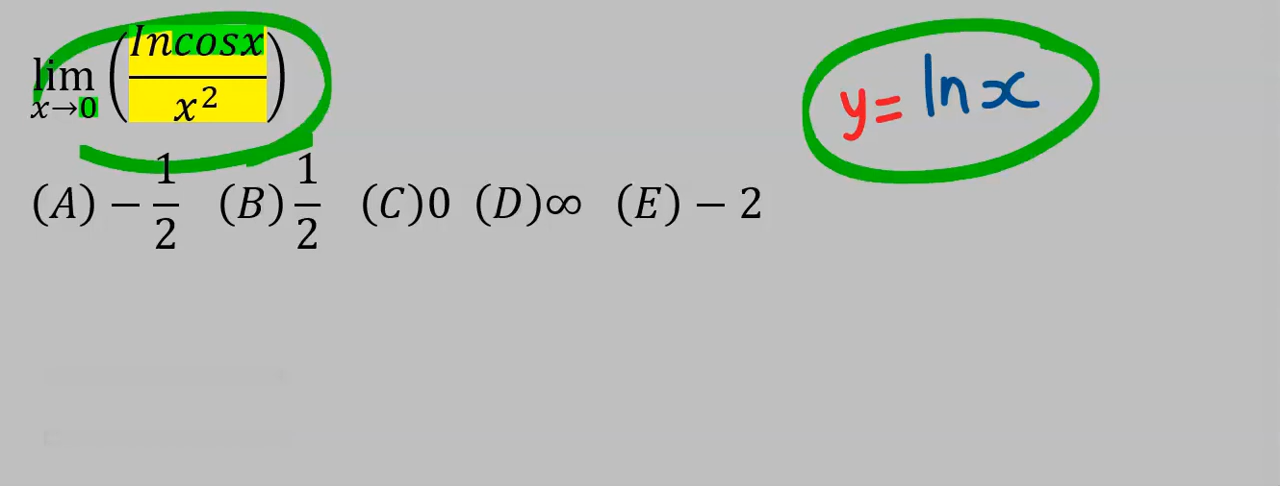 lim x→0 (lncosx / x²)
y = ln x
(A) − 1/2 (B) 1/2 (C)0 (D)∞ (E) − 2